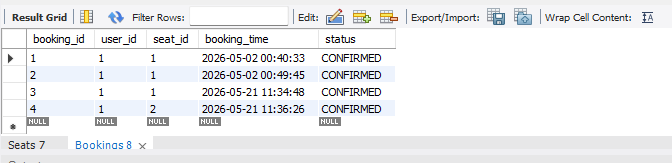 Result Grid Filter Rows: Edit: Export/Import: Wrap Cell Content:
booking_id user_id seat_id booking_time status
1 1 1 2026-05-02 00:40:33 CONFIRMED
2 1 1 2026-05-02 00:49:45 CONFIRMED
3 1 1 2026-05-21 11:34:48 CONFIRMED
4 1 2 2026-05-21 11:36:26 CONFIRMED
NULL NULL NULL NULL NULL
Seats 7 Bookings 8